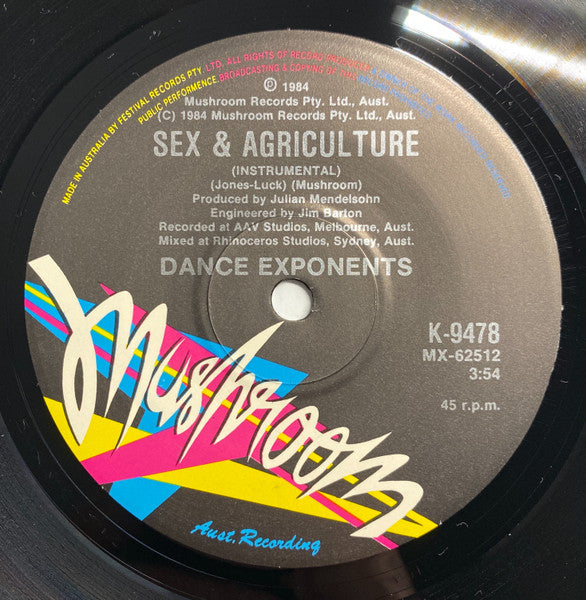 MADE IN AUSTRALIA BY FESTIVAL RECORDS PTY. LTD. ALL RIGHTS OF RECORD
PUBLIC PERFORMENCE, BROADCASTING & COPYING OF THIS
℗ 1984
Mushroom Records Pty. Ltd., Aust.
(C) 1984 Mushroom Records Pty. Ltd., Aust.
SEX & AGRICULTURE
(INSTRUMENTAL)
(Jones-Luck) (Mushroom)
Produced by Julian Mendelsohn
Engineered by Jim Barton
Recorded at AAV Studios, Melbourne, Aust.
Mixed at Rhinoceros Studios, Sydney, Aust.
DANCE EXPONENTS
K-9478
MX-62512
3:54
45 r.p.m.
Mushroom
Aust. Recording